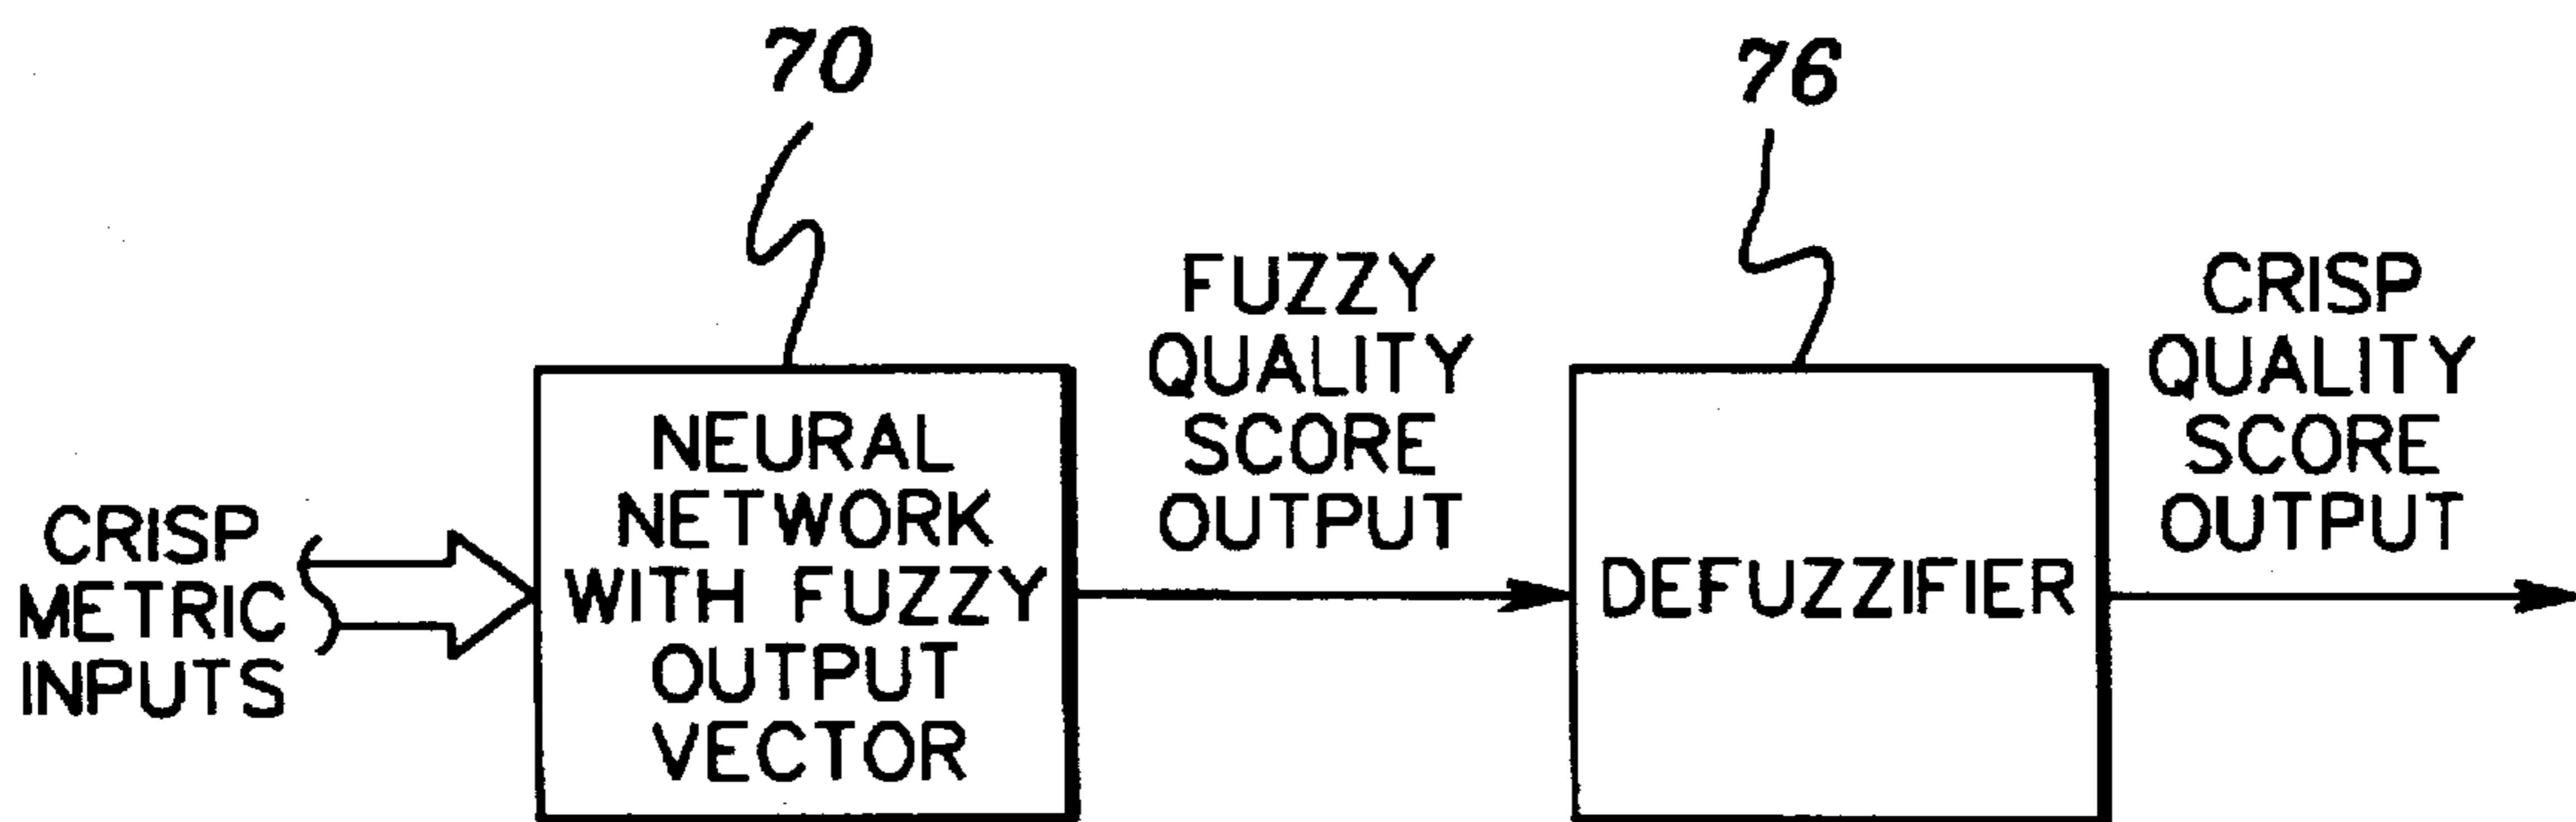 70
76
CRISP
METRIC
INPUTS
NEURAL
NETWORK
WITH FUZZY
OUTPUT
VECTOR
FUZZY
QUALITY
SCORE
OUTPUT
DEFUZZIFIER
CRISP
QUALITY
SCORE
OUTPUT